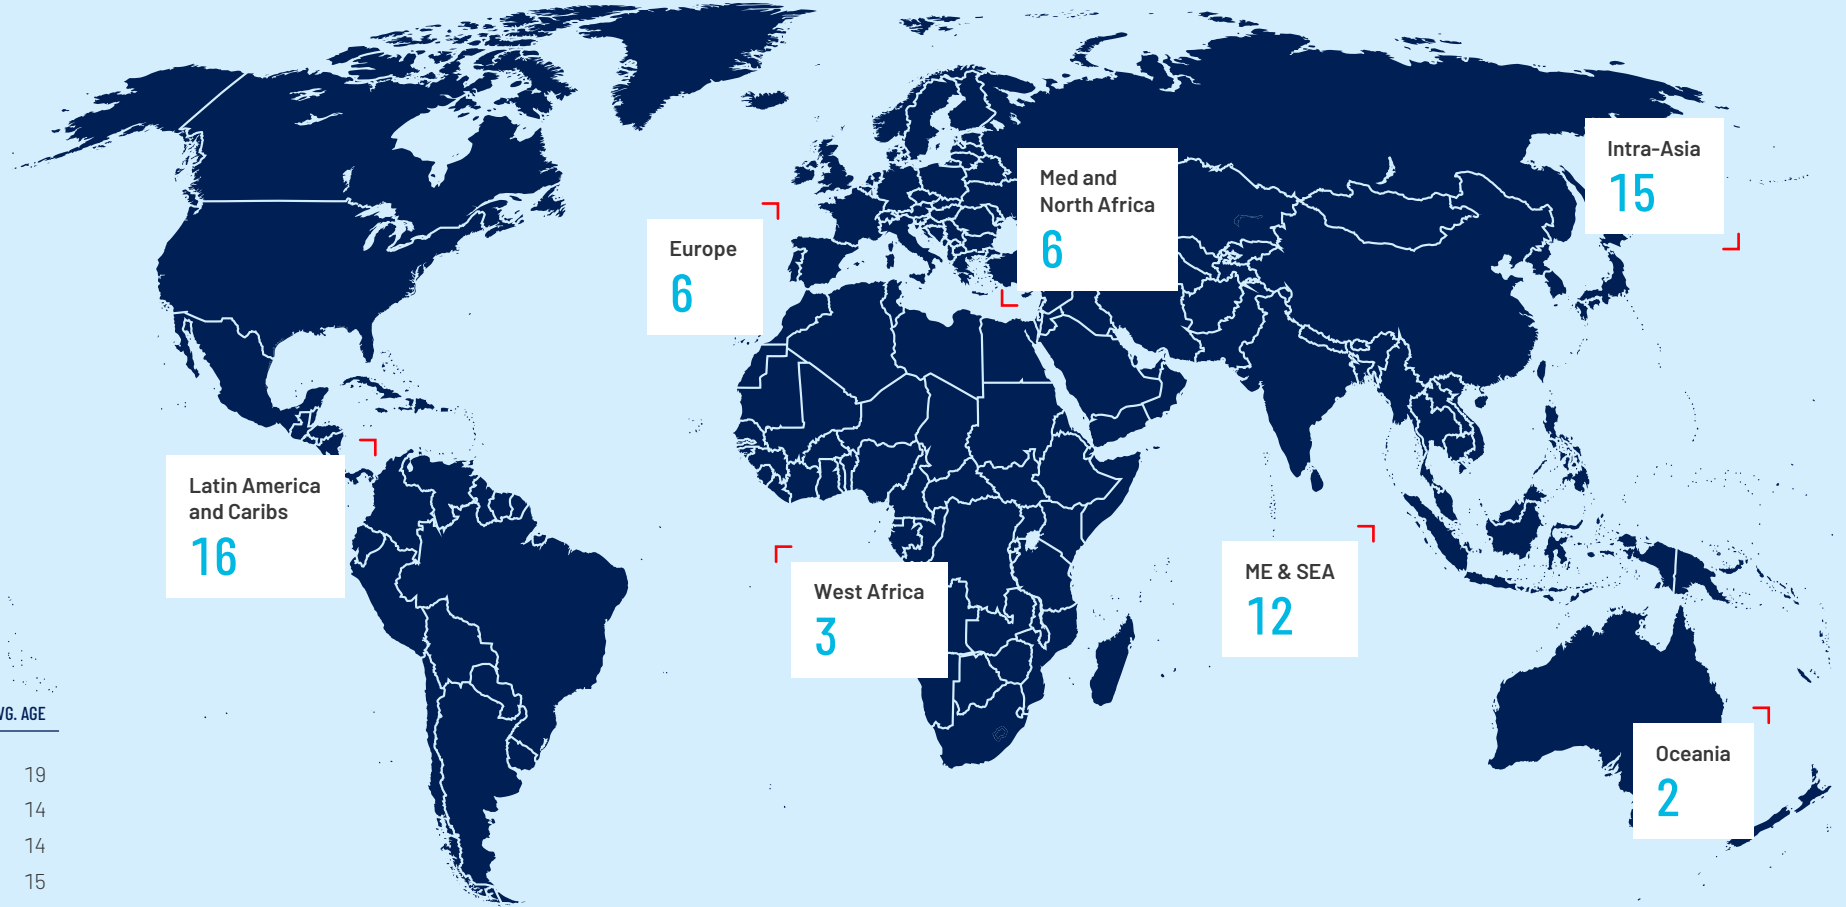 Intra-Asia
15
Med and
North Africa
6
Europe
6
Latin America
and Caribs
16
West Africa
3
ME & SEA
12
Oceania
2
AGE
19
14
14
15